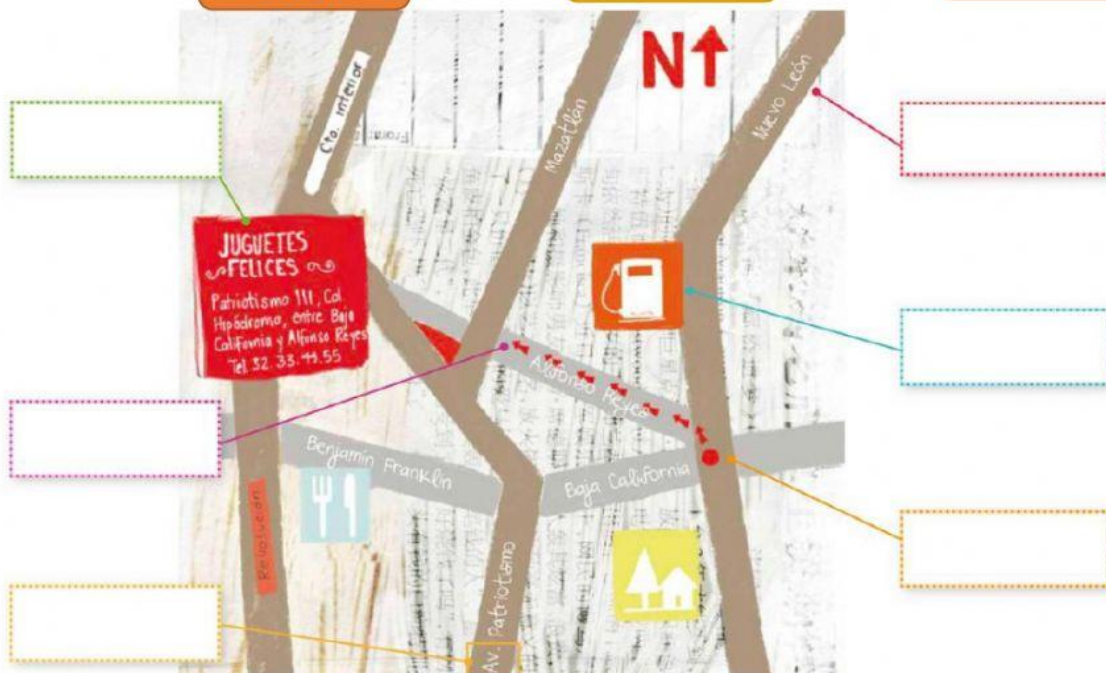 N
Cto. Interior
Mazatlán
Nuevo León
JUGUETES
FELICES
Patriotismo 111, Col.
Hipódromo, entre Baja
California y Alfonso Reyes
Tel. 32.33.44.55
Alfonso Reyes
Benjamín Franklin
Baja California
Revolución
Av. Patriotismo